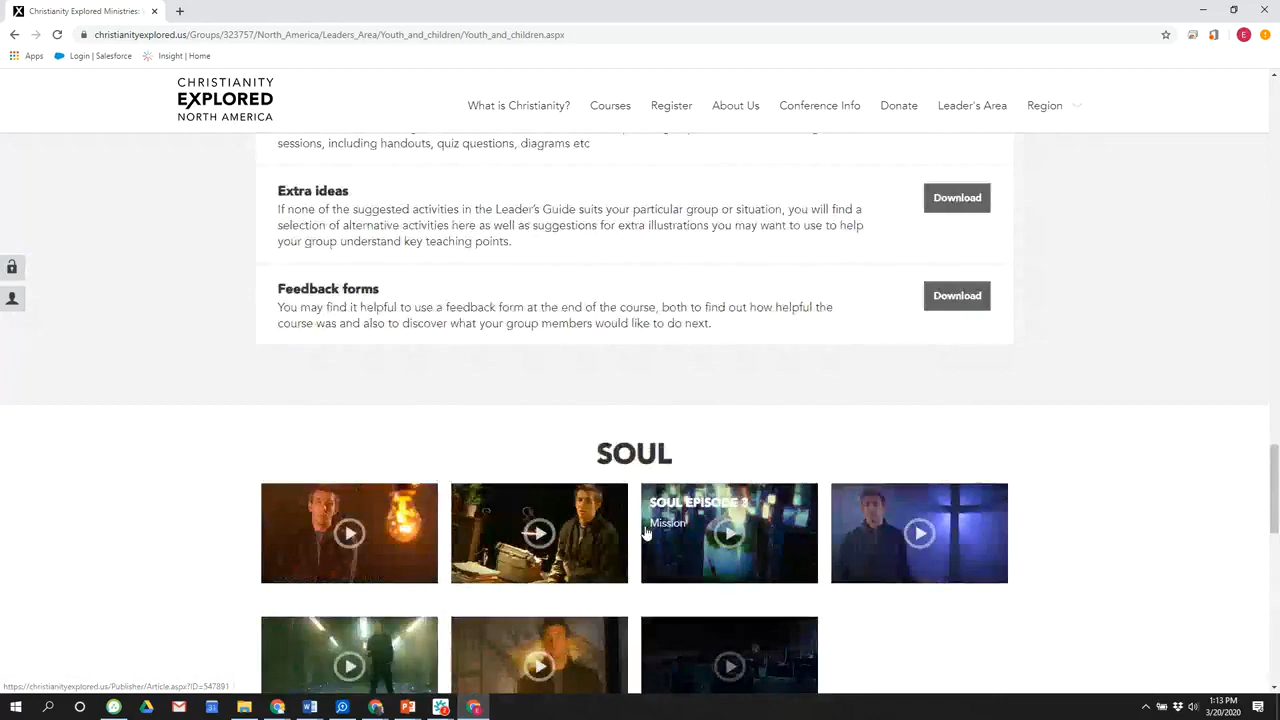 Christianity Explored Ministries:
christianityexplored.us/Groups/323757/North_America/Leaders_Area/Youth_and_children/Youth_and_children.aspx
E
Apps
Login | Salesforce
Insight | Home
CHRISTIANITY
EXPLORED
NORTH AMERICA
What is Christianity?
Courses
Register
About Us
Conference Info
Donate
Leader's Area
Region
sessions, including handouts, quiz questions, diagrams etc
Extra ideas
If none of the suggested activities in the Leader's Guide suits your particular group or situation, you will find a
selection of alternative activities here as well as suggestions for extra illustrations you may want to use to help
your group understand key teaching points.
Download
Feedback forms
You may find it helpful to use a feedback form at the end of the course, both to find out how helpful the
course was and also to discover what your group members would like to do next.
Download
SOUL
SOUL EPISODE 3
Mission
https://christianityexplored.us/Publisher/Article.aspx?ID=547891
1:13 PM
3/20/2020